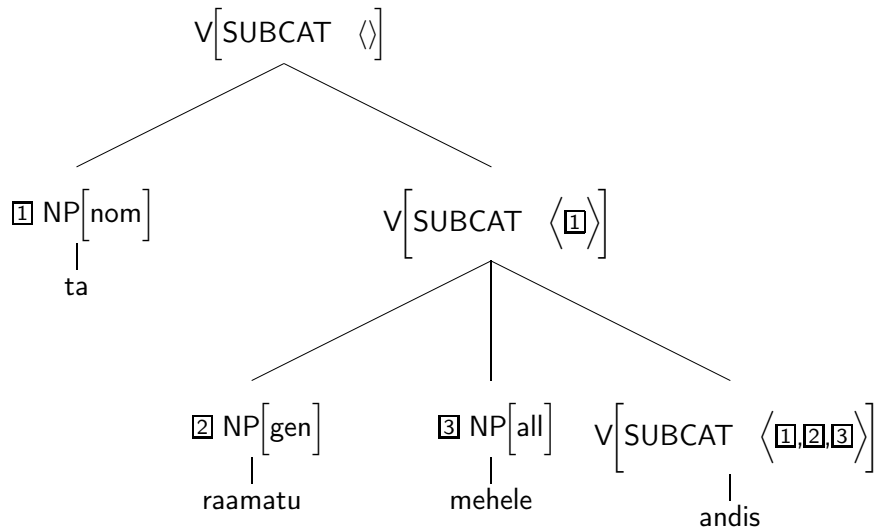 V[SUBCAT ⟨⟩]
1 NP[nom] V[SUBCAT ⟨1⟩]
ta
2 NP[gen] 3 NP[all] V[SUBCAT ⟨1,2,3⟩]
raamatu mehele andis